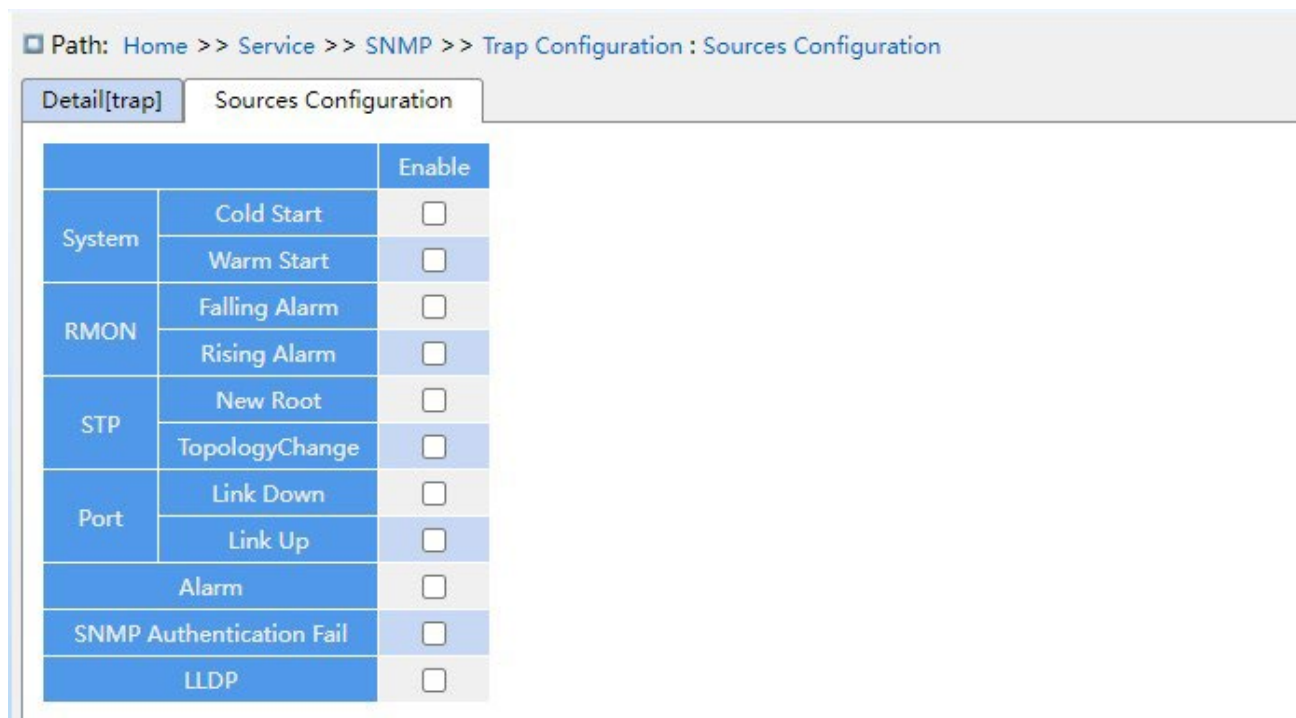 Path: Home >> Service >> SNMP >> Trap Configuration : Sources Configuration
Detail[trap] Sources Configuration
Enable
System Cold Start
Warm Start
RMON Falling Alarm
Rising Alarm
STP New Root
TopologyChange
Port Link Down
Link Up
Alarm
SNMP Authentication Fail
LLDP